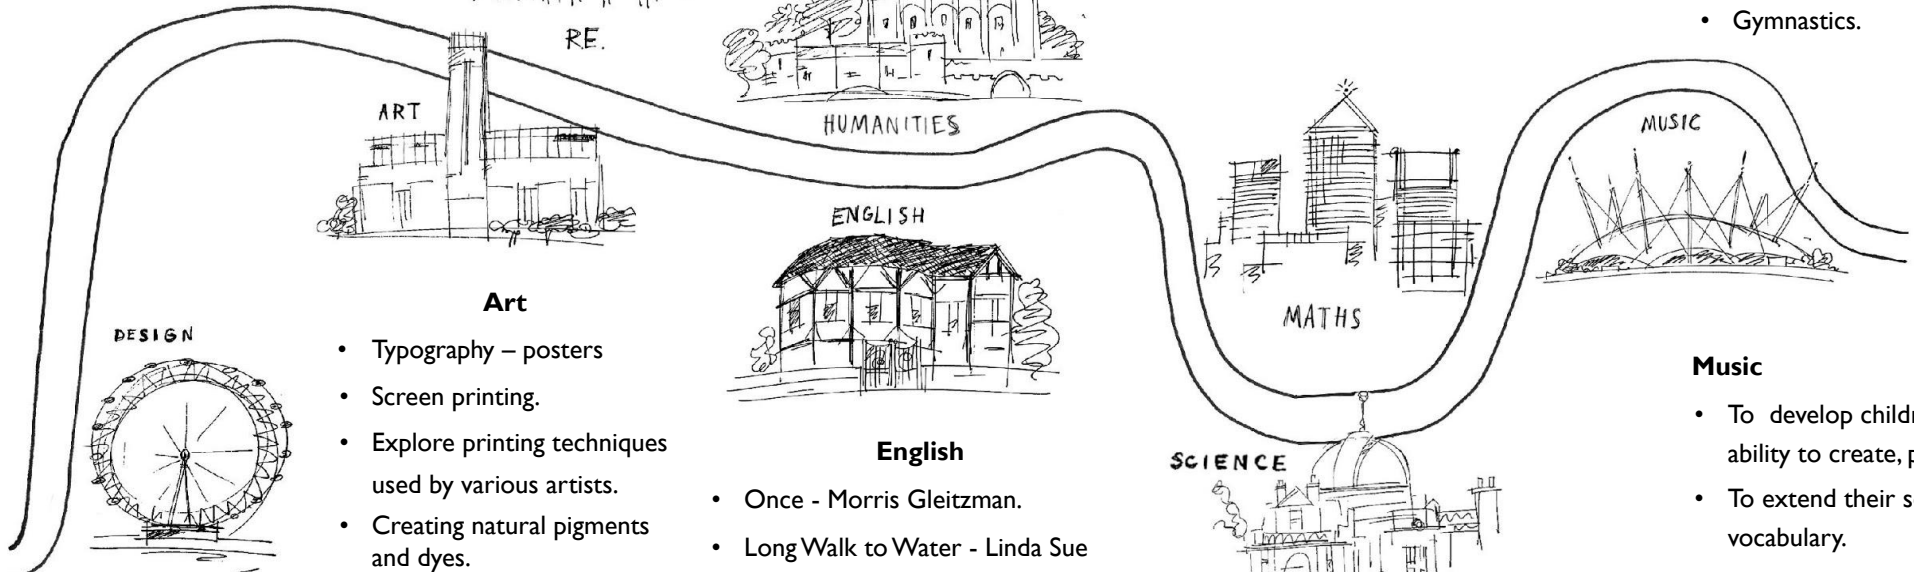 • Gymnastics.
RE.
ART
HUMANITIES
MUSIC
ENGLISH
MATHS
DESIGN
SCIENCE
Art
• Typography – posters
• Screen printing.
• Explore printing techniques
used by various artists.
• Creating natural pigments
and dyes.
English
• Once - Morris Gleitzman.
• Long Walk to Water - Linda Sue
Music
• To develop
ability to create,
• To extend their
vocabulary.